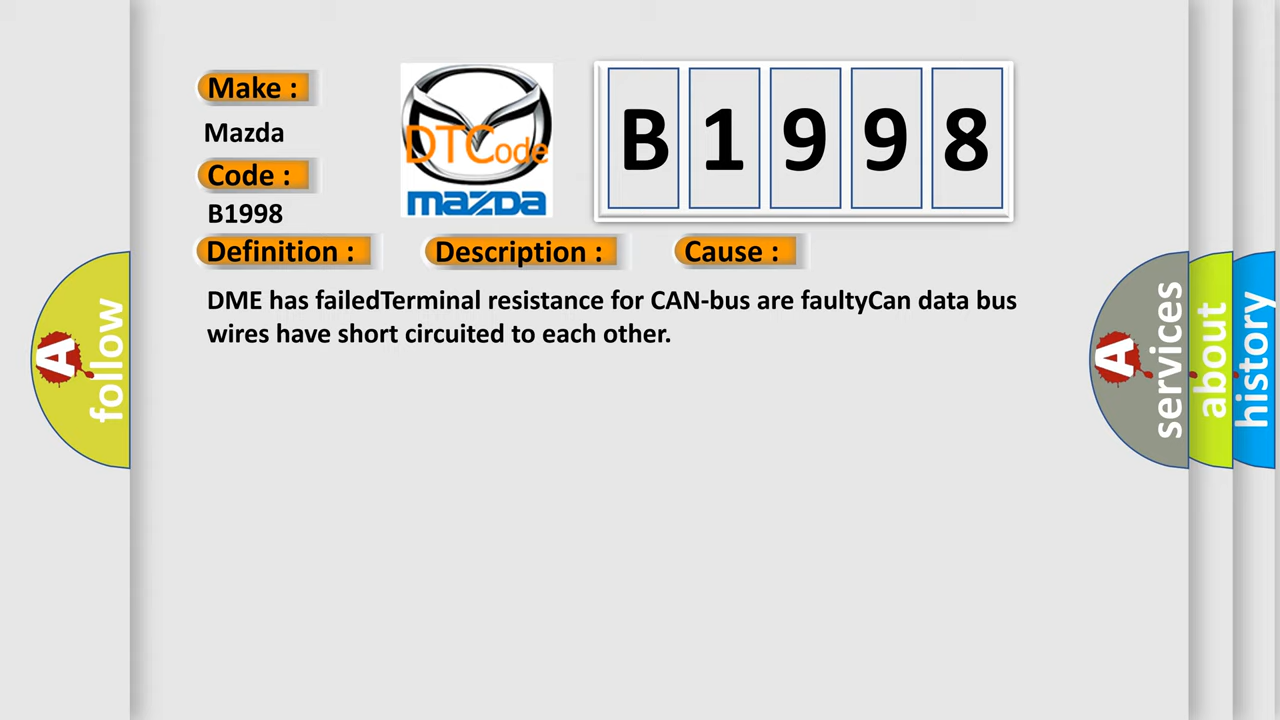 Make :
Mazda
Code :
B1998
DTCode
mazda
B 1 9 9 8
Definition :
Description :
Cause :
DME has failedTerminal resistance for CAN-bus are faultyCan data bus
wires have short circuited to each other.
A follow
A services
about
history